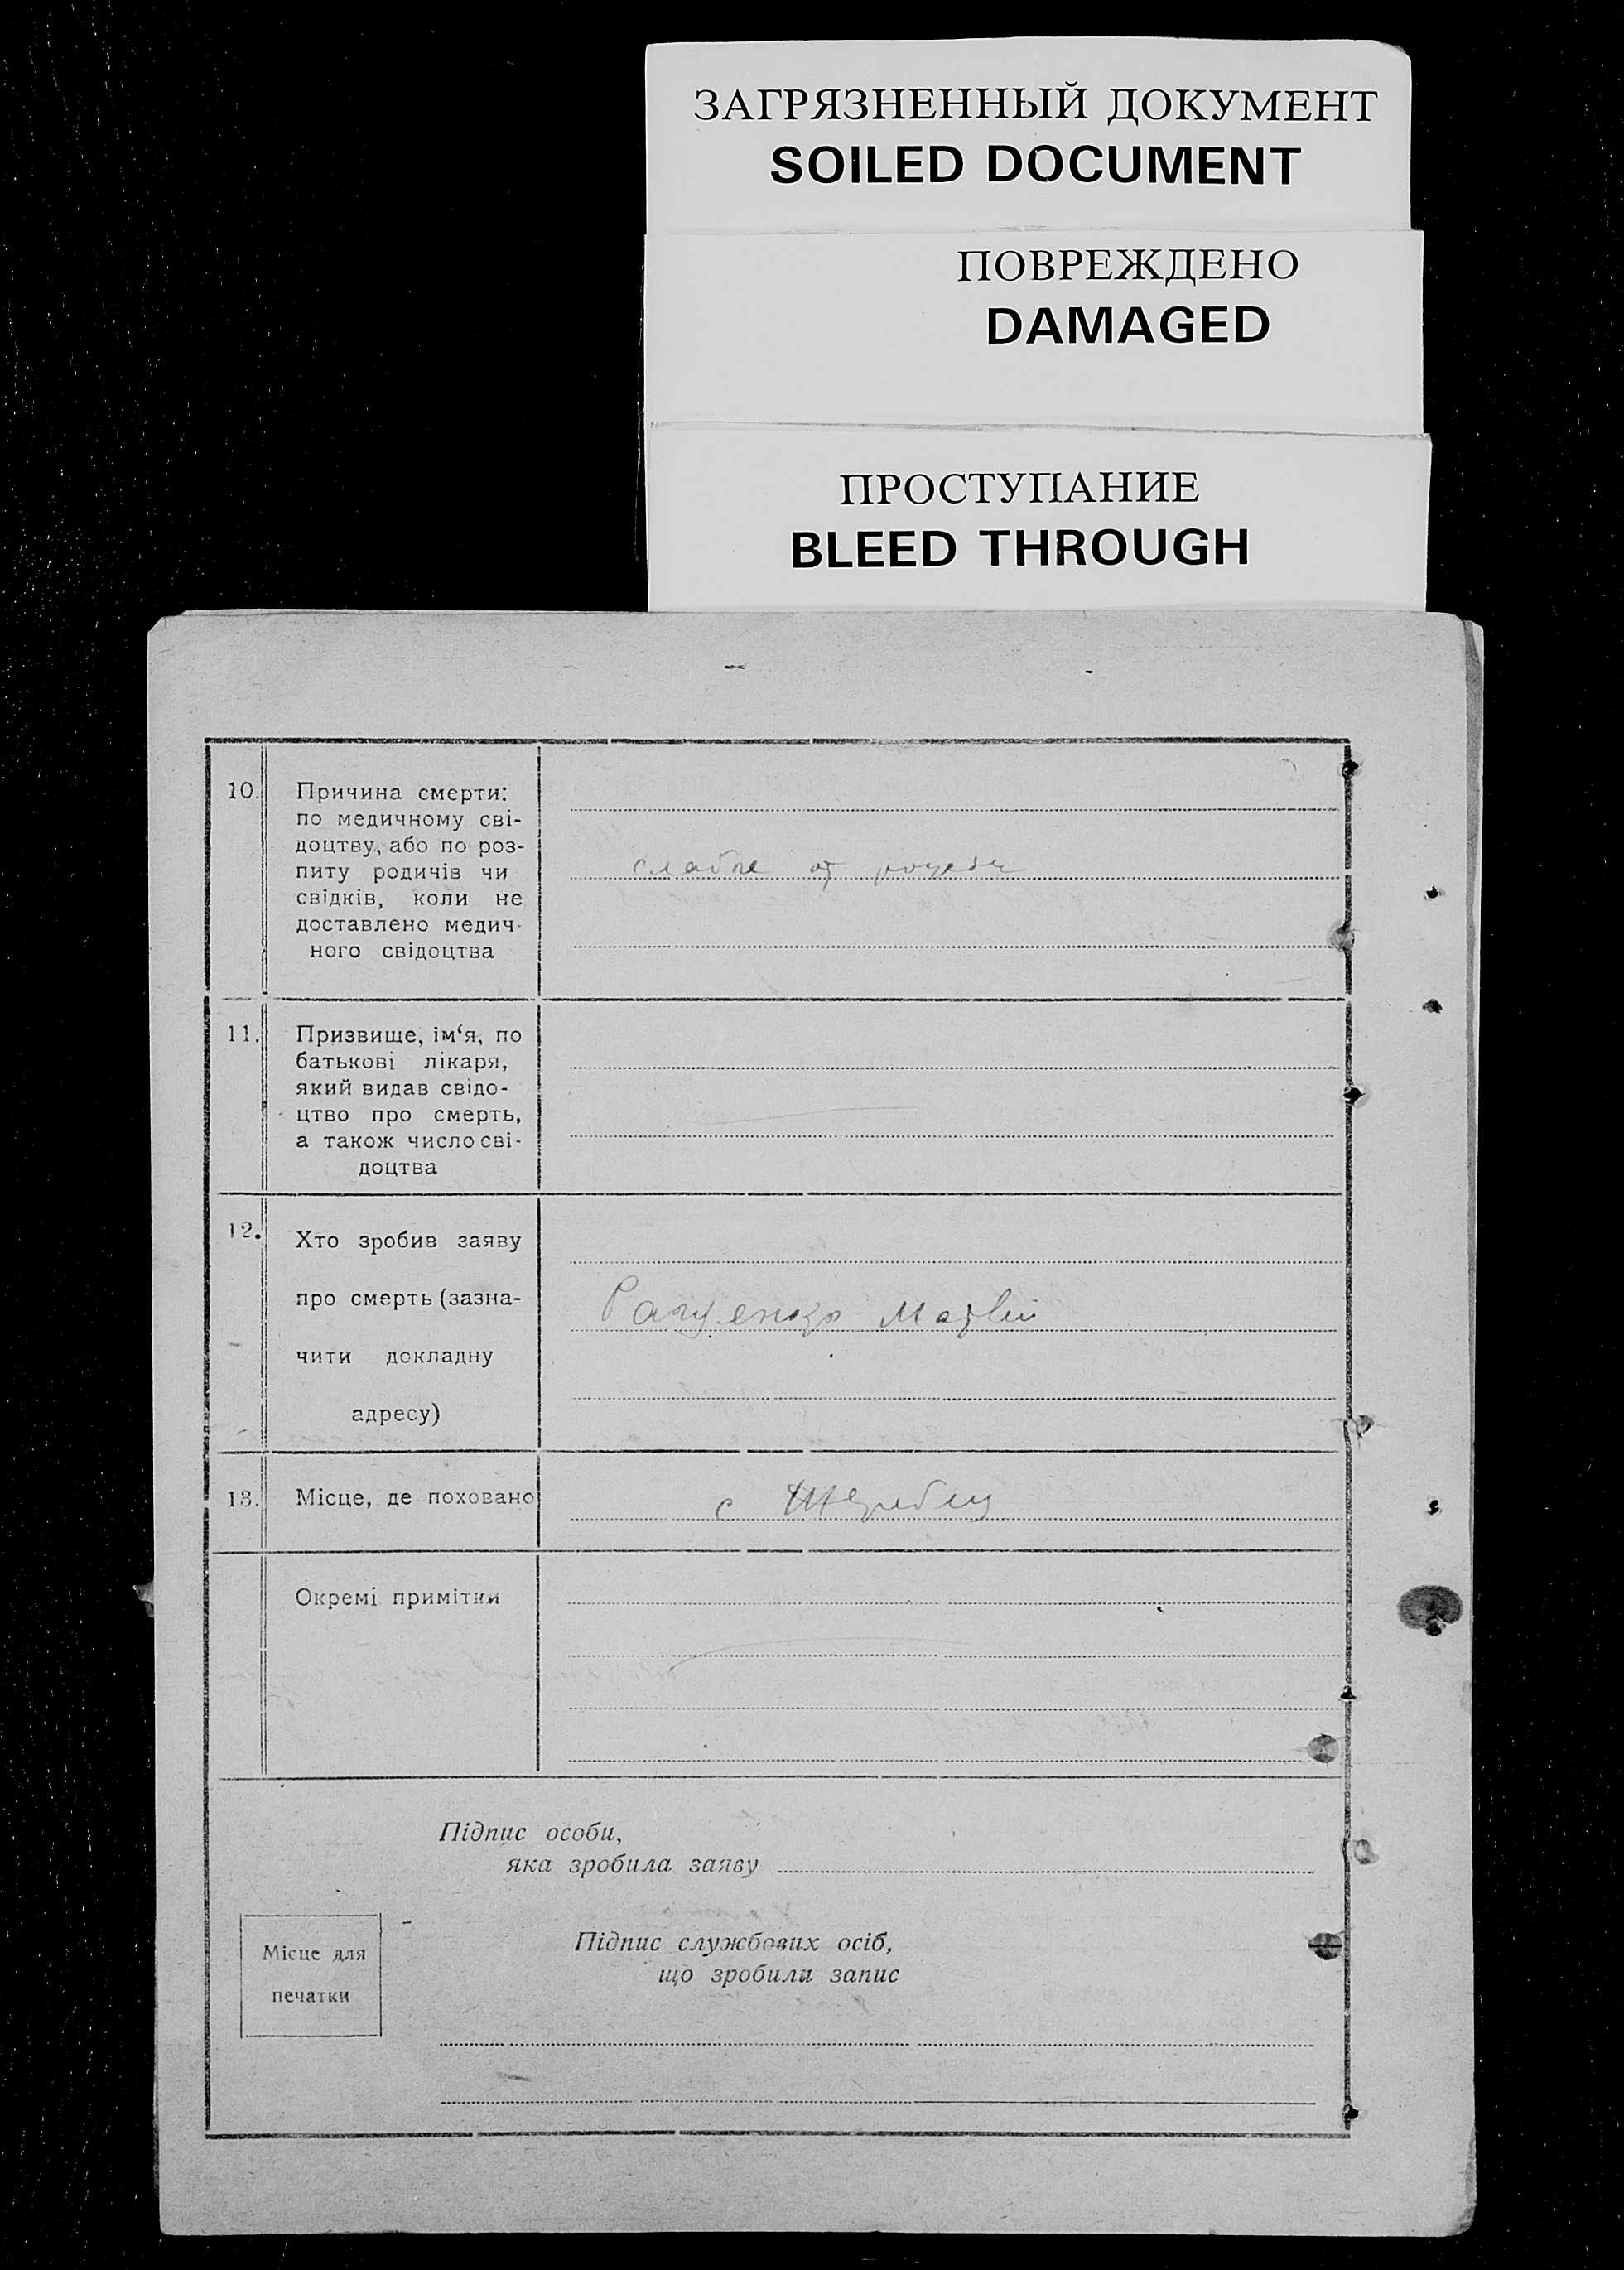 ЗАГРЯЗНЕННЫЙ ДОКУМЕНТ
SOILED DOCUMENT
ПОВРЕЖДЕНО
DAMAGED
ПРОСТУПАНИЕ
BLEED THROUGH
10. Причина смерти:
по медичному сві-
доцтву, або по роз-
питу родичів чи
свідків, коли не
доставлено медич-
ного свідоцтва
слабке от
11. Призвище, ім‘я, по
батькові лікаря,
який видав свідо-
цтво про смерть,
а також число сві-
доцтва
12. Хто зробив заяву
про смерть (зазна-
чити докладну
адресу)
Матвій
13. Місце, де поховано
с
Окремі примітки
Підпис особи,
яка зробила заяву
Місце для
печатки
Підпис службових осіб,
що зробили запис